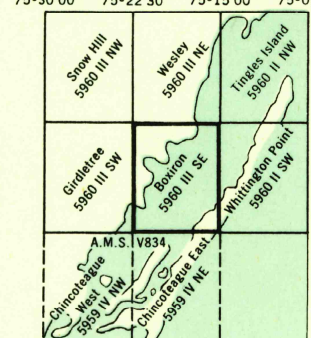 75-30'00" 75-22'30" 75-15'00"
Snow Hill
5960 III NW
Wesley
5960 III NE
Tingles Island
5960 II NW
Girdletree
5960 III SW
Boxiron
5960 III SE
Whittington Point
5960 II SW
A.M.S. V834
Chincoteague
West
5959 IV NW
Chincoteague East
5959 IV NE